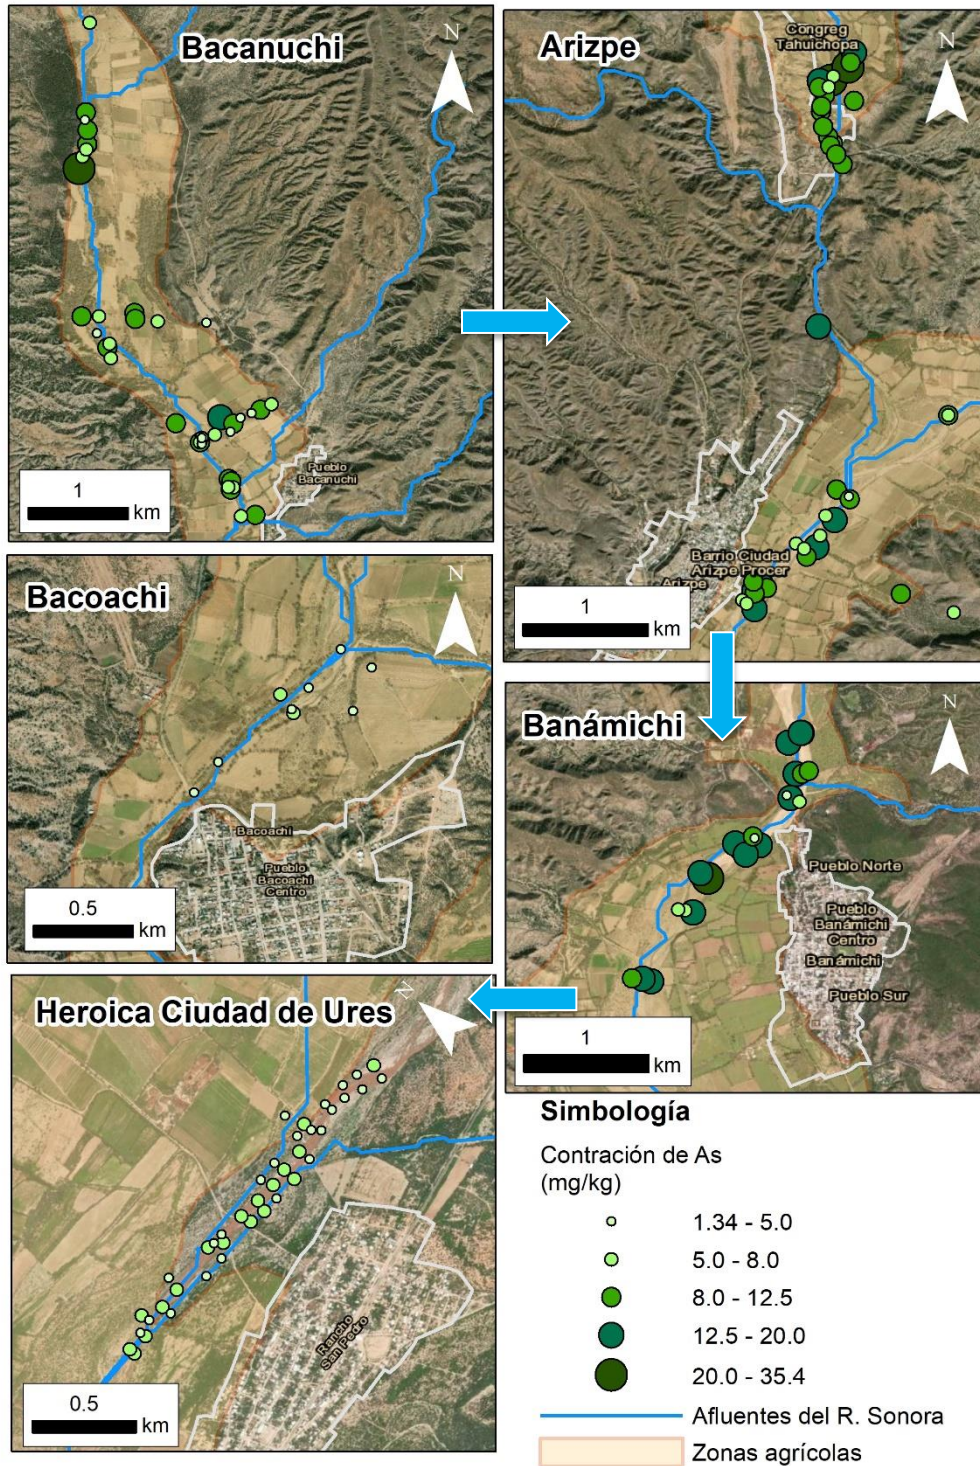 Bacanuchi
N
Pueblo
Bacanuchi
1
km
Arizpe
Congreg
Tahuichopa
N
Barrio Ciudad
Arizpe Procer
Arizpe
1
km
Bacoachi
N
Bacoachi
Pueblo
Bacoachi
Centro
0.5
km
Banámichi
N
Pueblo Norte
Pueblo
Banámichi
Centro
Banámichi
Pueblo Sur
1
km
Heroica Ciudad de Ures
N
Rancho
San Pedro
0.5
km
Simbología
Contración de As
(mg/kg)
1.34 - 5.0
5.0 - 8.0
8.0 - 12.5
12.5 - 20.0
20.0 - 35.4
Afluentes del R. Sonora
Zonas agrícolas